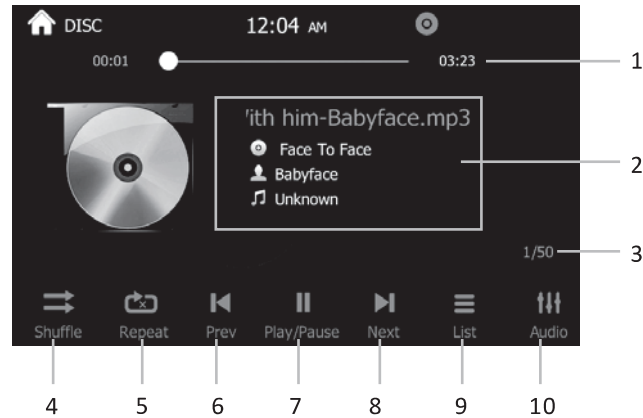 DISC 12:04 AM
00:01 03:23 1
'ith him-Babyface.mp3
Face To Face 2
Babyface
Unknown
1/50 3
Shuffle Repeat Prev Play/Pause Next List Audio
4 5 6 7 8 9 10